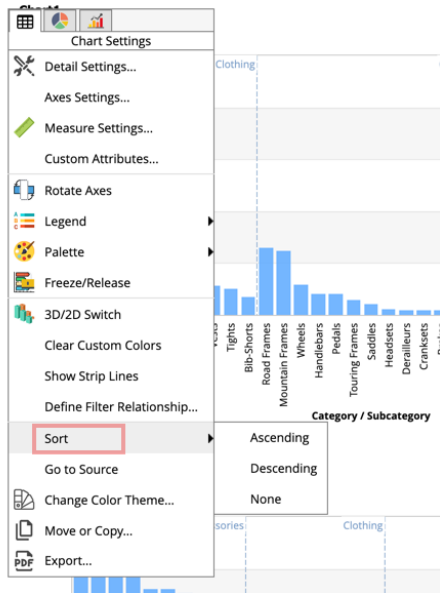 Chart1
Chart Settings
Detail Settings...
Axes Settings...
Measure Settings...
Custom Attributes...
Rotate Axes
Legend
Palette
Freeze/Release
3D/2D Switch
Clear Custom Colors
Show Strip Lines
Define Filter Relationship...
Sort
Go to Source
Change Color Theme...
Move or Copy...
PDF
Export...
Ascending
Descending
None
Clothing
Tights
Bib-Shorts
Road Frames
Mountain Frames
Wheels
Handlebars
Pedals
Touring Frames
Saddles
Headsets
Derailleurs
Cranksets
Category / Subcategory
sories
Clothing